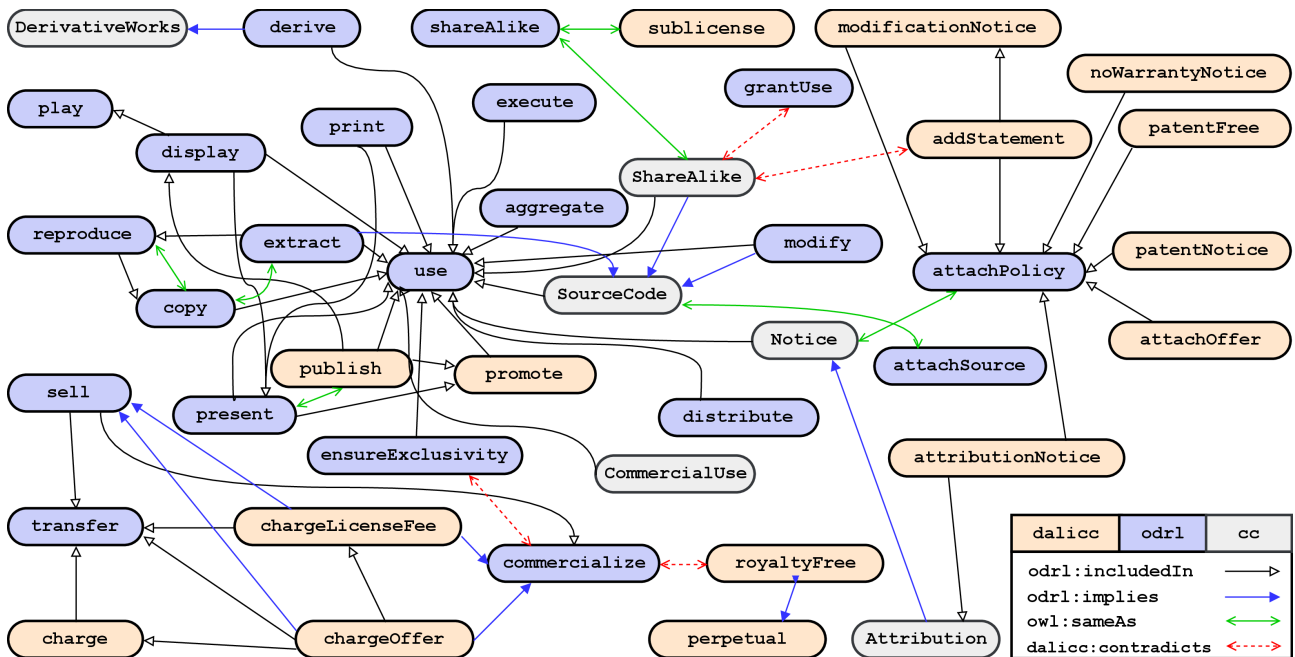 DerivativeWorks
derive
shareAlike
sublicense
modificationNotice
noWarrantyNotice
grantUse
play
execute
print
patentFree
addStatement
display
ShareAlike
aggregate
reproduce
extract
modify
patentNotice
use
attachPolicy
SourceCode
copy
Notice
attachOffer
publish
attachSource
promote
sell
present
distribute
ensureExclusivity
attributionNotice
CommercialUse
transfer
chargeLicenseFee
commercialize
royaltyFree
charge
chargeOffer
perpetual
Attribution
dalicc odrl cc
odrl:includedIn
odrl:implies
owl:sameAs
dalicc:contradicts